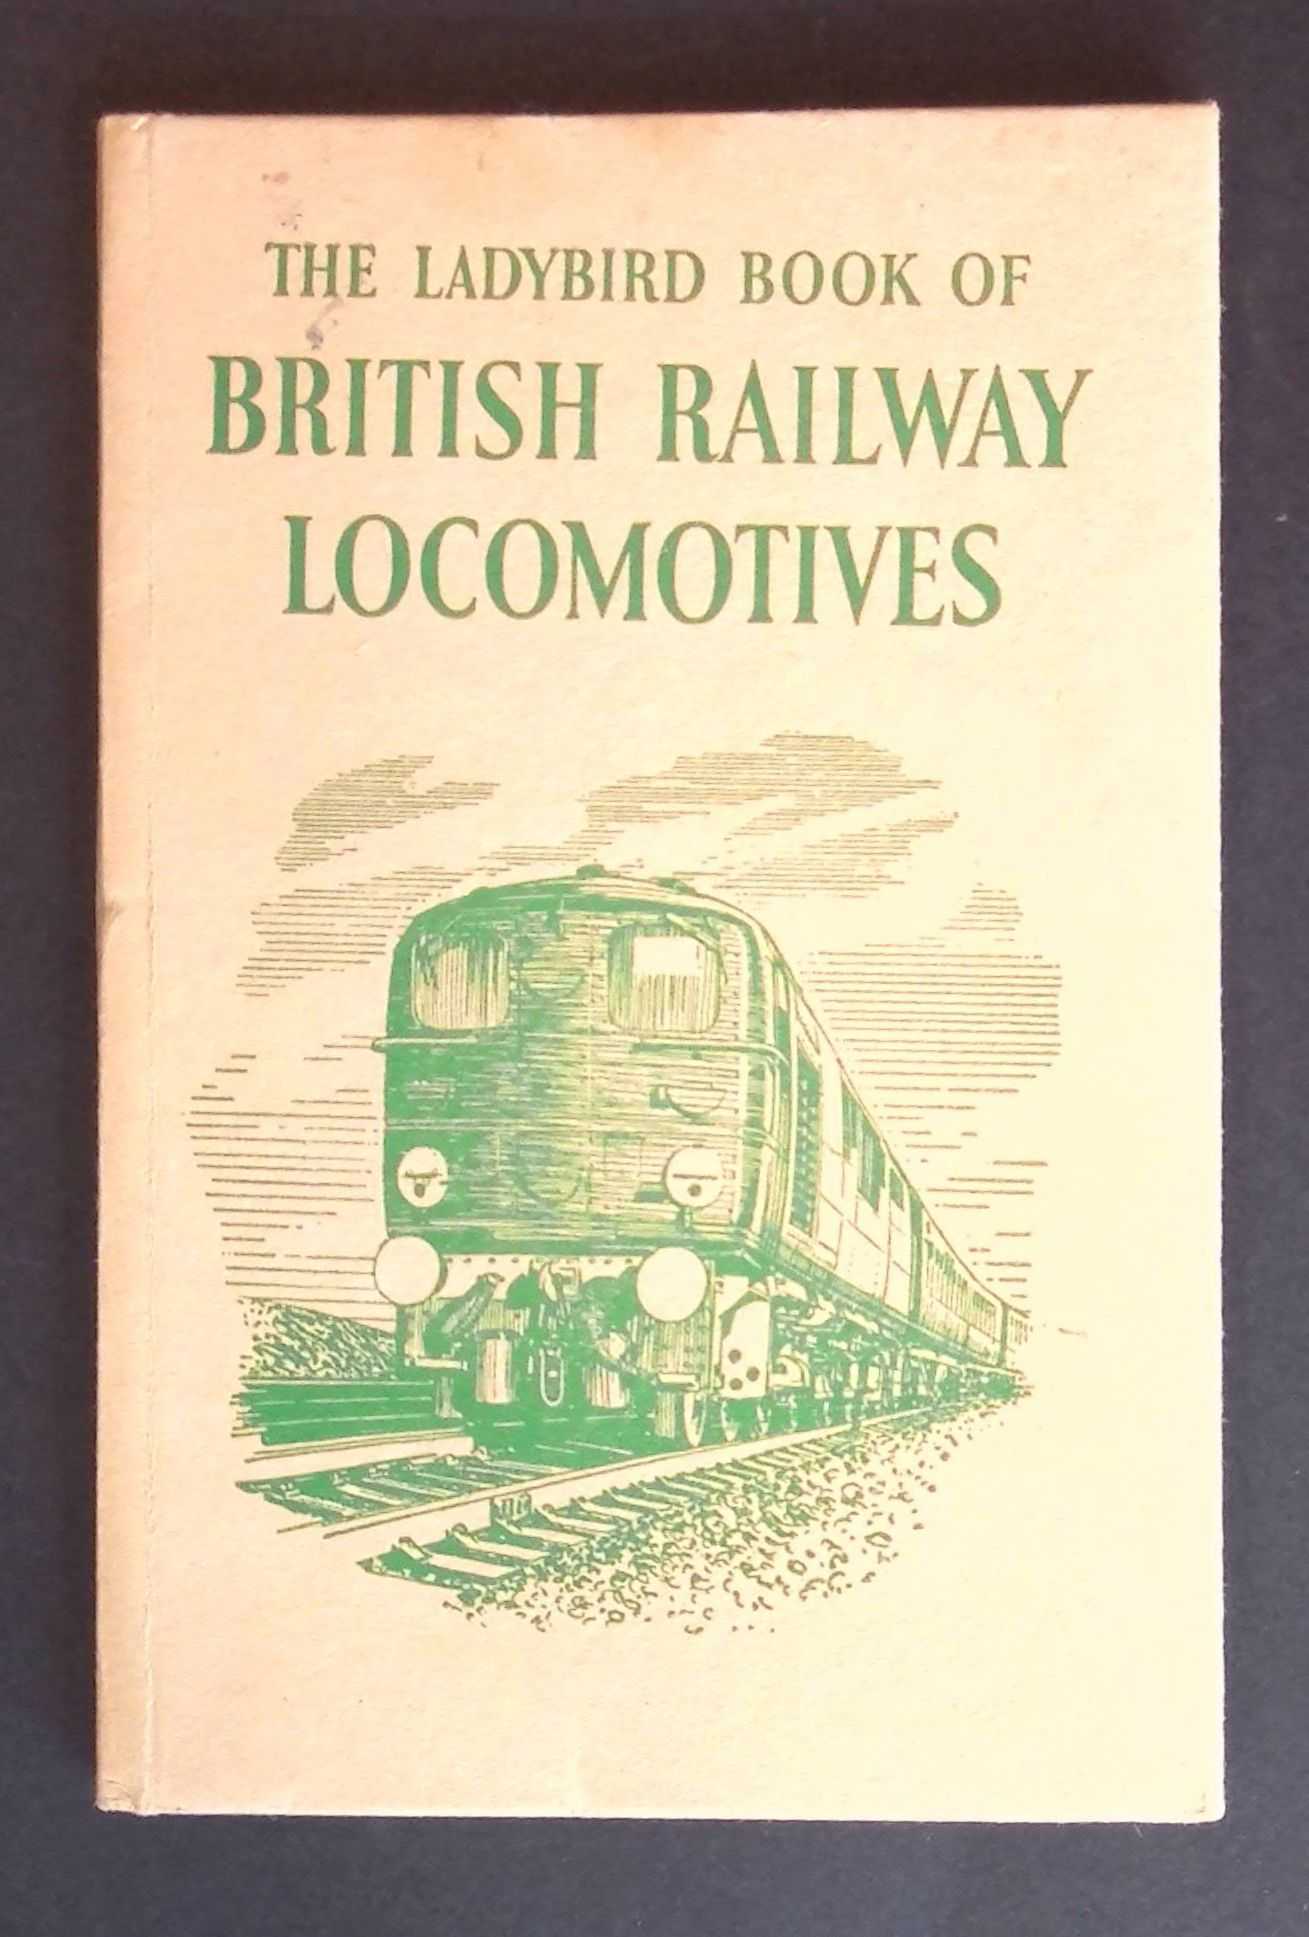 THE LADYBIRD BOOK OF
BRITISH RAILWAY
LOCOMOTIVES